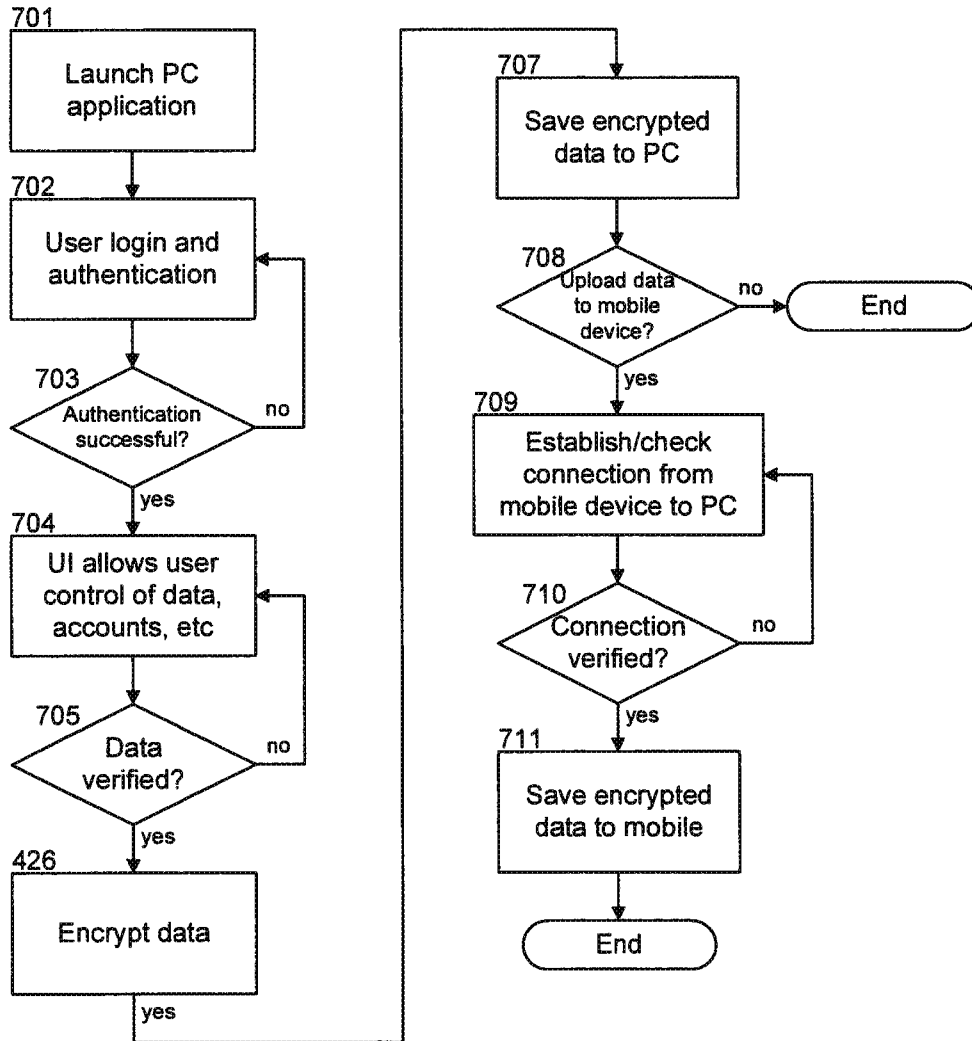 701
Launch PC
application
702
User login and
authentication
703
Authentication
successful?
no
yes
704
UI allows user
control of data,
accounts, etc
705
Data
verified?
no
yes
426
Encrypt data
yes
707
Save encrypted
data to PC
708
Upload data
to mobile
device?
no
End
yes
709
Establish/check
connection from
mobile device to PC
710
Connection
verified?
no
yes
711
Save encrypted
data to mobile
End